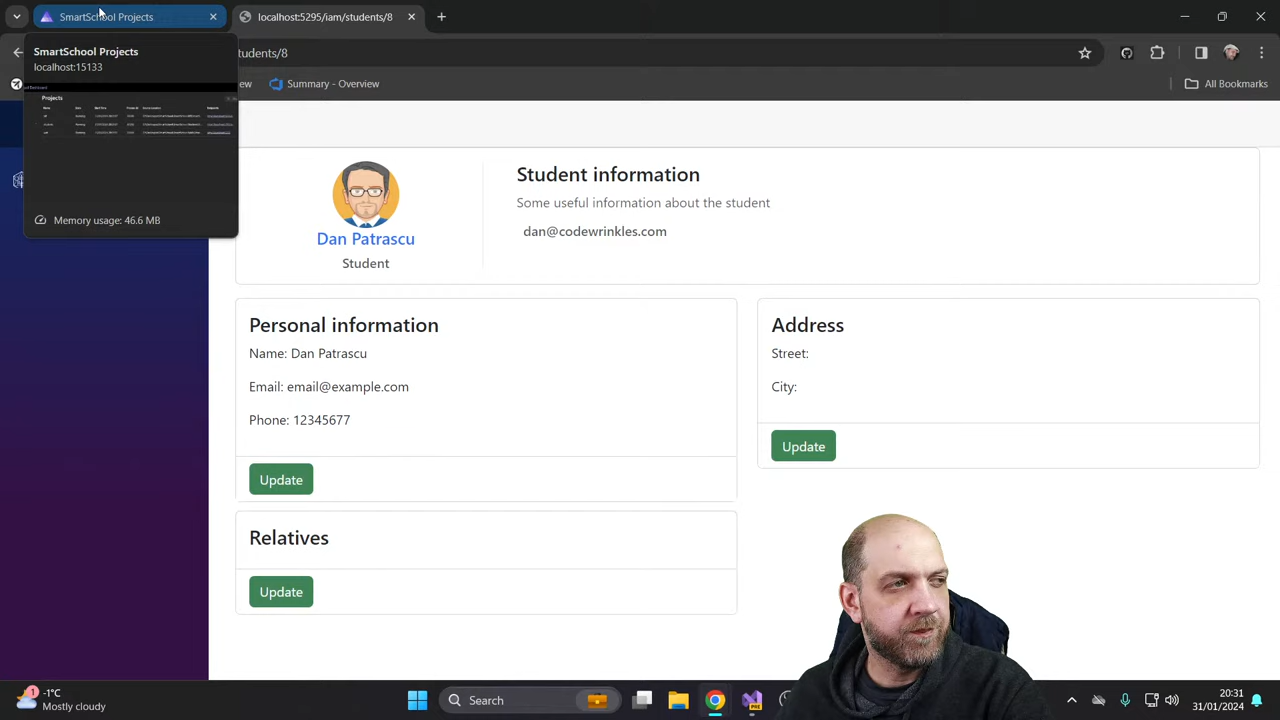 SmartSchool Projects
localhost:5295/iam/students/8
SmartSchool Projects
localhost:15133
tudents/8
ew
Summary - Overview
All Bookmarks
Projects
Memory usage: 46.6 MB
Dan Patrascu
Student
Student information
Some useful information about the student
dan@codewrinkles.com
Personal information
Name: Dan Patrascu
Email: email@example.com
Phone: 12345677
Update
Address
Street:
City:
Update
Relatives
Update
1
-1°C
Mostly cloudy
Search
20:31
31/01/2024